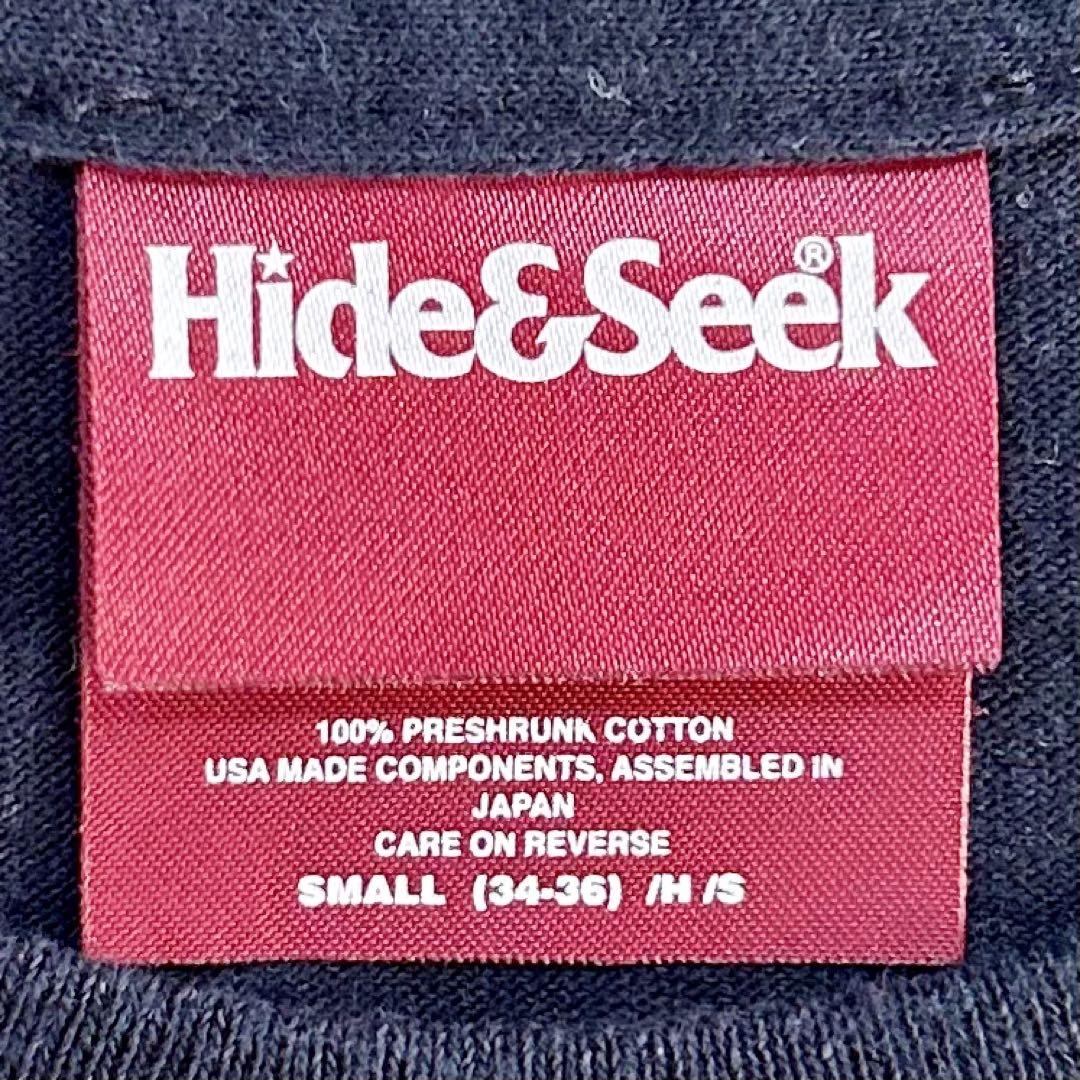 Hide&Seek®
100% PRESHRUNK COTTON
USA MADE COMPONENTS, ASSEMBLED IN
JAPAN
CARE ON REVERSE
SMALL (34-36) /H /S